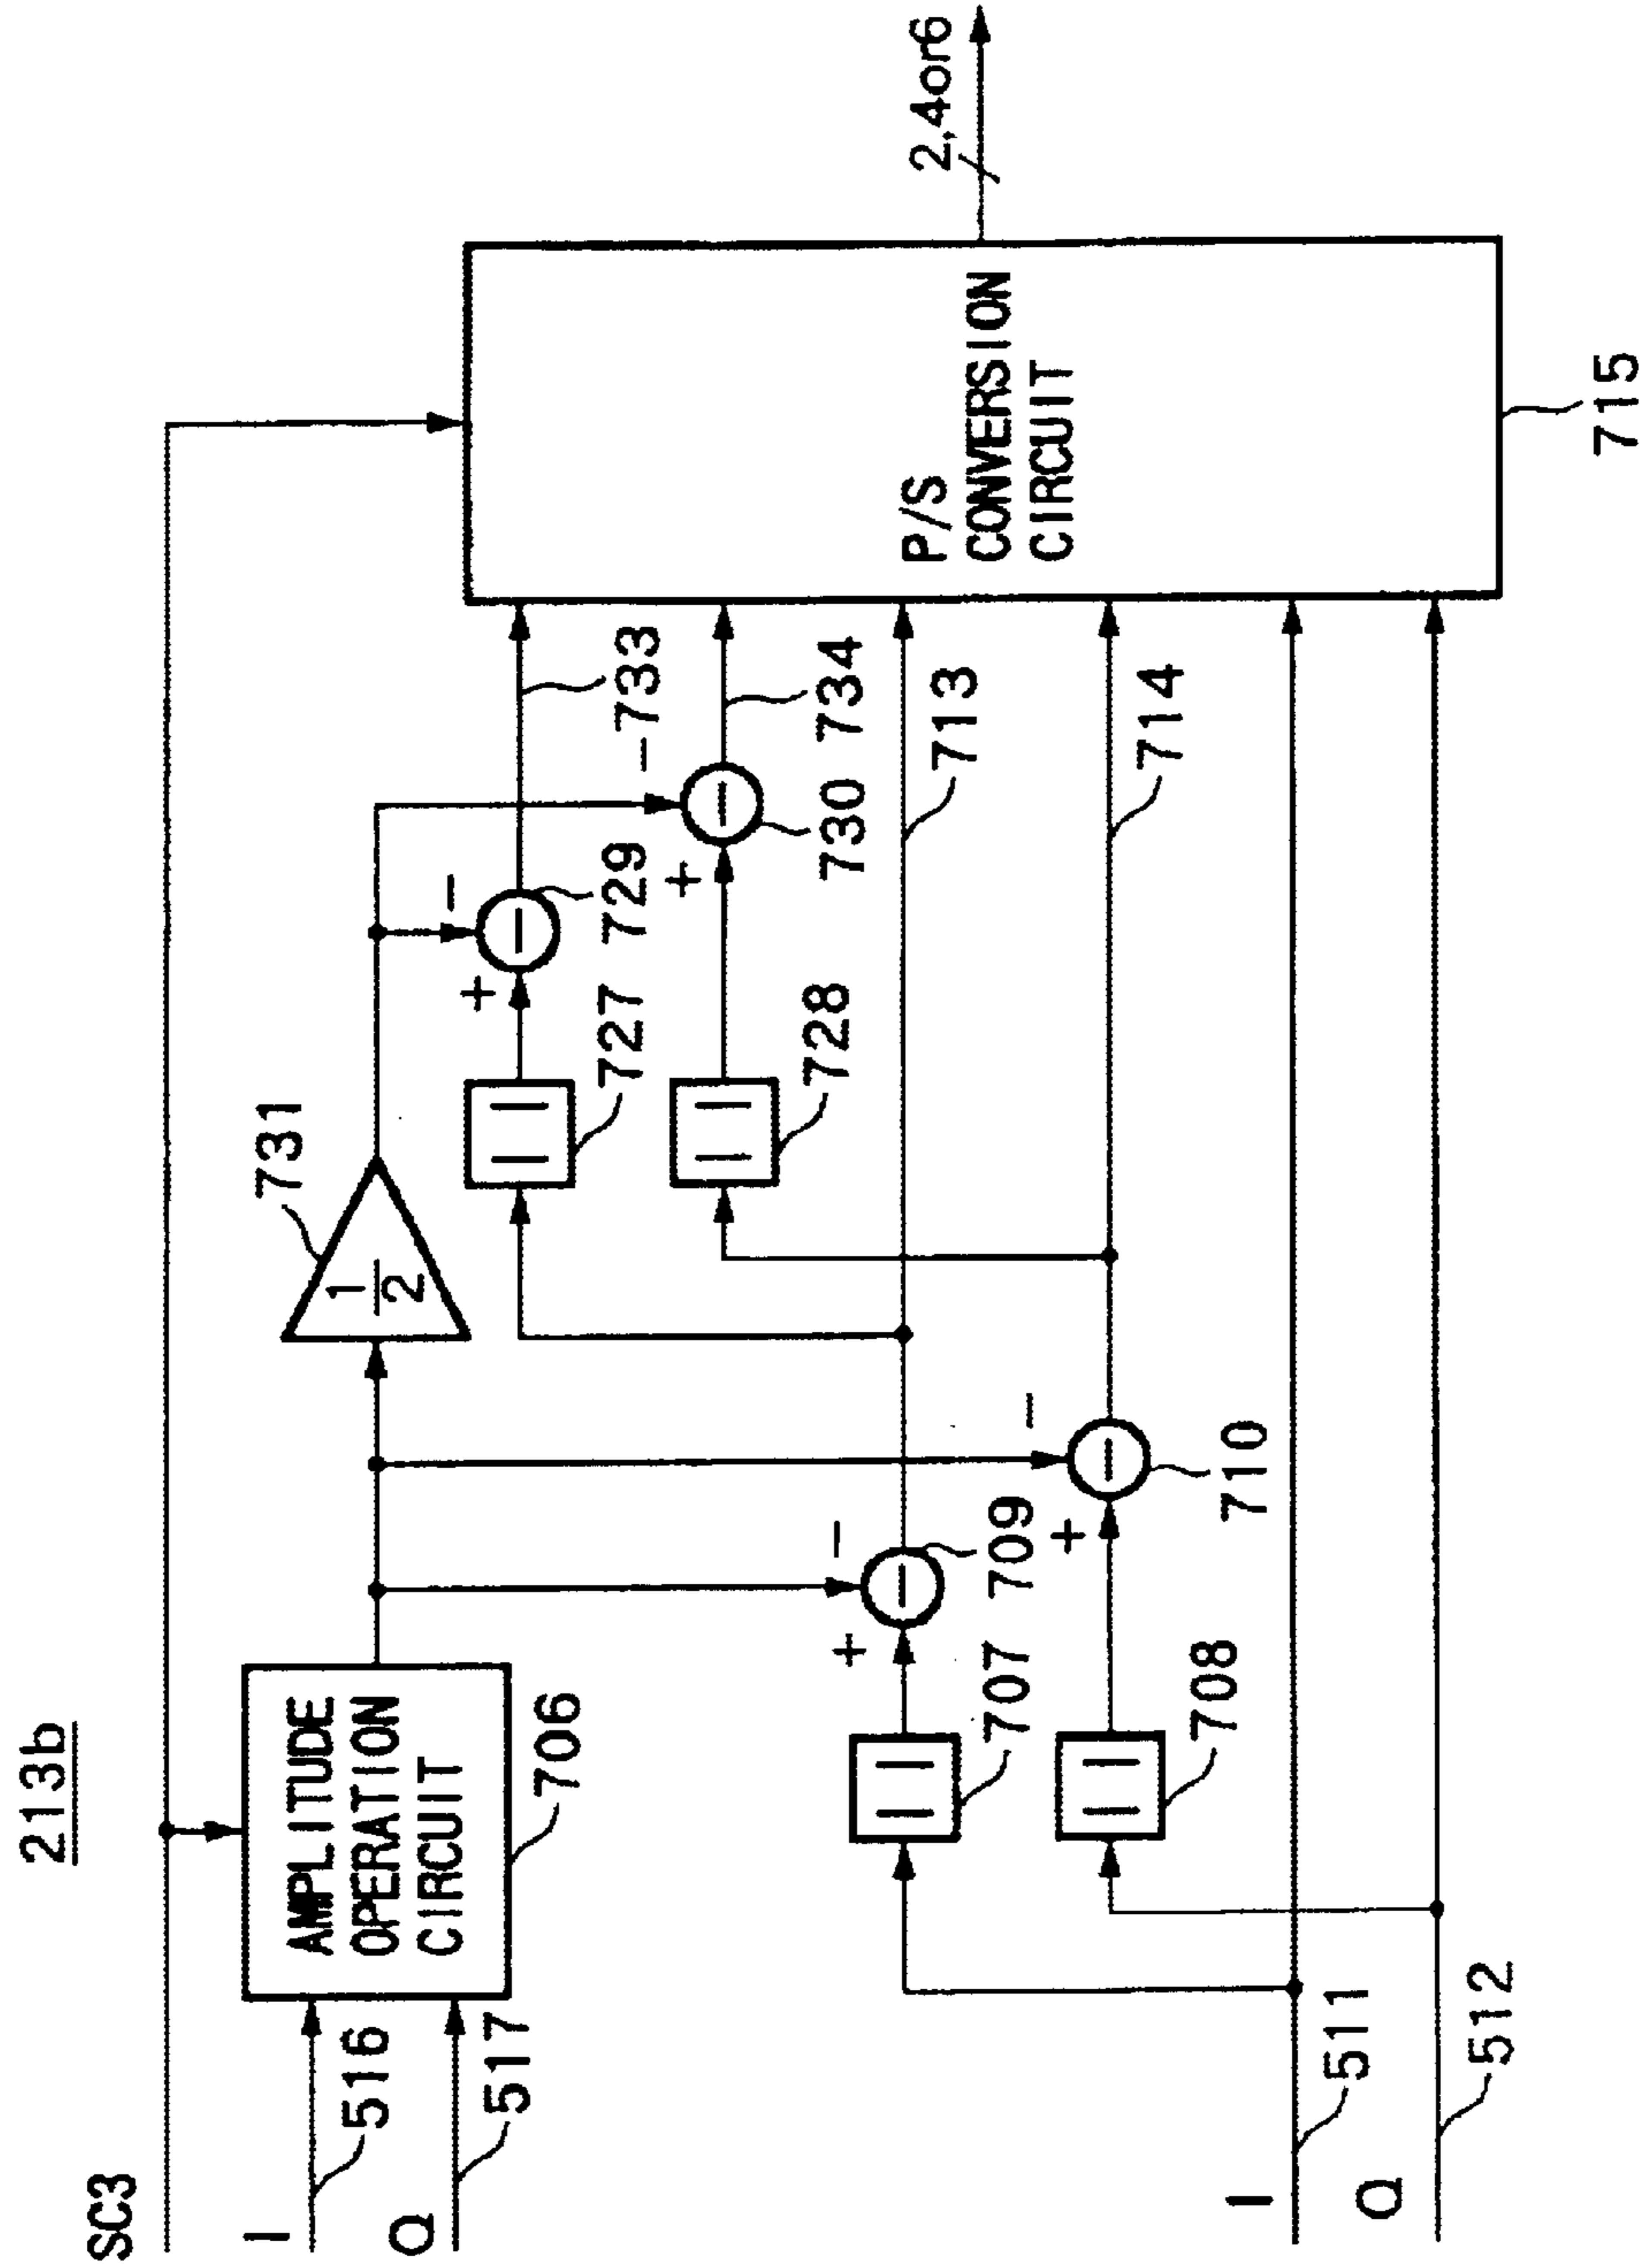 213b
SC3
I
516
Q
517
AMPLITUDE
OPERATION
CIRCUIT
706
731
1
2
-
+
729
727
-
+
730
728
733
734
713
714
-
+
709
707
-
+
710
708
I
511
Q
512
P/S
CONVERSION
CIRCUIT
715
2,4or6